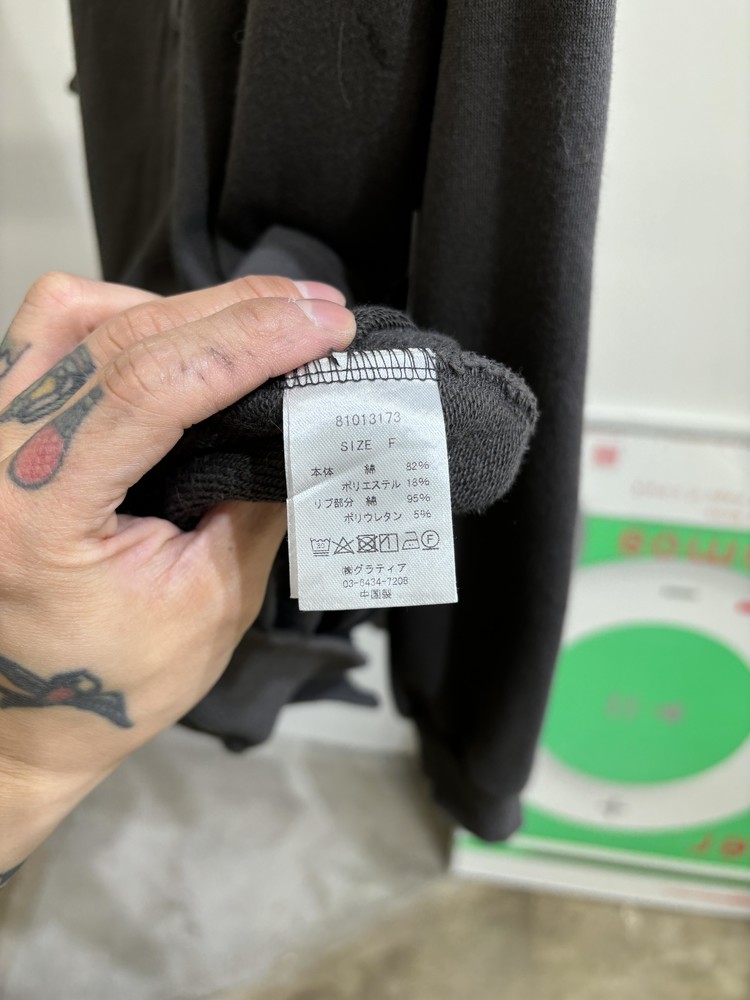 81013173
SIZE F
本体 綿 82%
ポリエステル 18%
リブ部分 綿 95%
ポリウレタン 5%
㈱グラティア
03-6434-7208
中国製